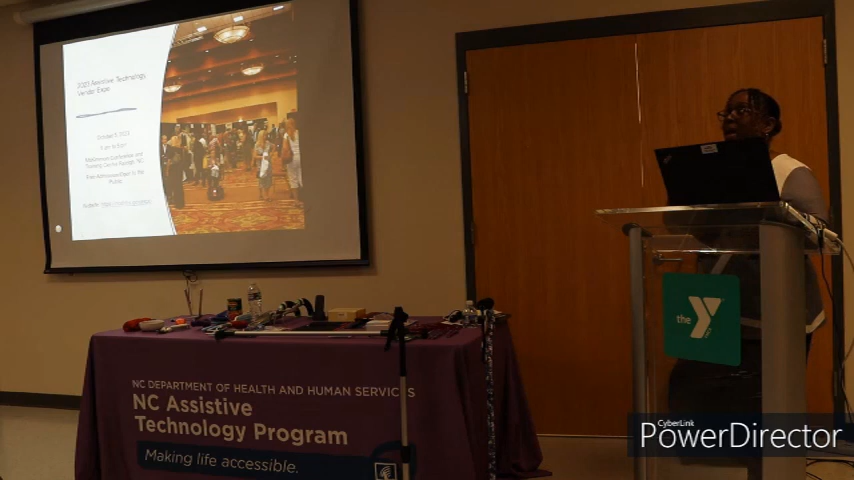 2023 Assistive Technology
Vendor Expo
October 5, 2023
McKimmon Conference and
Training Center Raleigh, NC
Free Admission/Open to the
Public
the Y
NC DEPARTMENT OF HEALTH AND HUMAN SERVICES
NC Assistive
Technology Program
Making life accessible.
CyberLink
PowerDirector